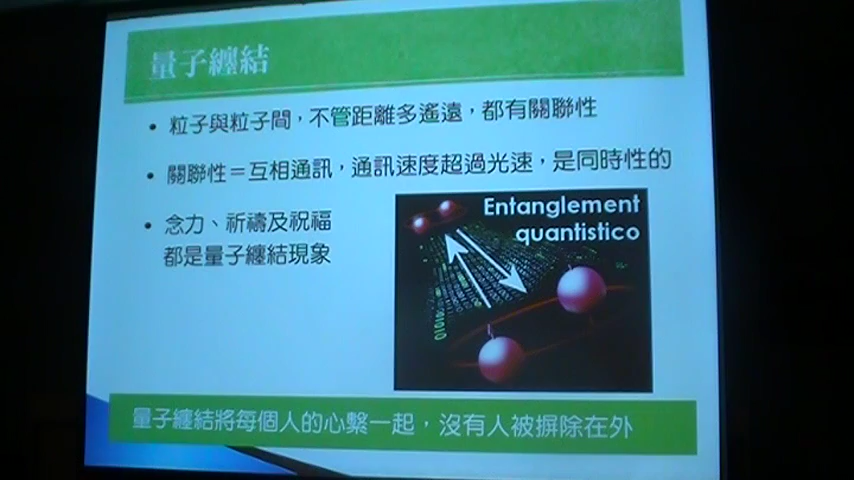 量子纏結
• 粒子與粒子間，不管距離多遙遠，都有關聯性
• 關聯性＝互相通訊，通訊速度超過光速，是同時性的
• 念力、祈禱及祝福
都是量子纏結現象
Entanglement
quantistico
量子纏結將每個人的心繫一起，沒有人被摒除在外